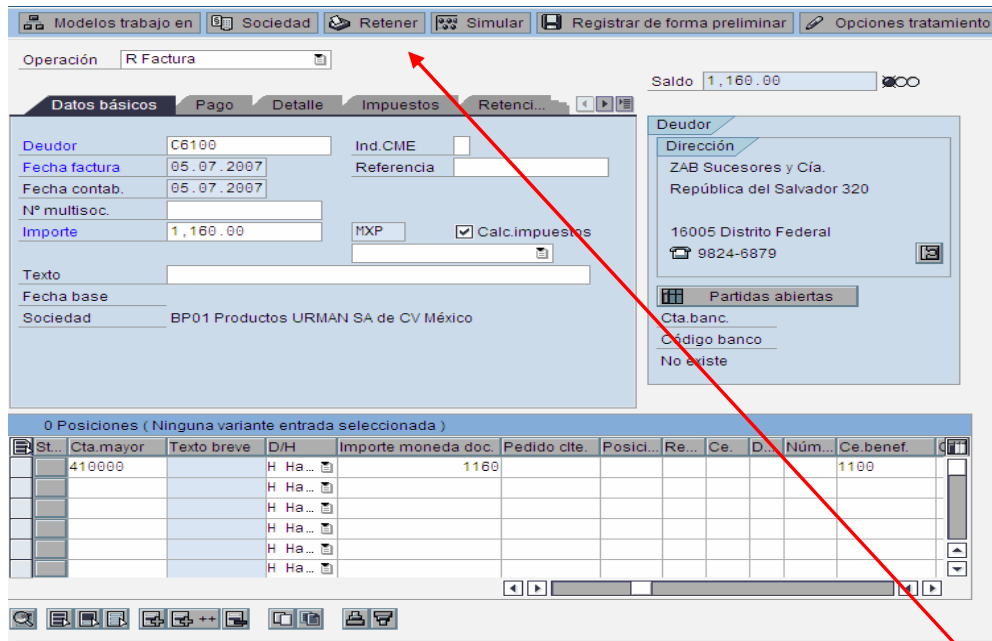 Modelos trabajo en Sociedad Retener Simular Registrar de forma preliminar Opciones tratamiento
Operación R Factura
Saldo 1,160.00
Datos básicos Pago Detalle Impuestos Retenci...
Deudor C6100 Ind.CME
Fecha factura 05.07.2007 Referencia
Fecha contab. 05.07.2007
Nº multisoc.
Importe 1,160.00 MXP Calc.impuestos
Texto
Fecha base
Sociedad BP01 Productos URMAN SA de CV México
Deudor
Dirección
ZAB Sucesores y Cía.
República del Salvador 320
16005 Distrito Federal
9824-6879
Partidas abiertas
Cta.banc.
Código banco
No existe
0 Posiciones ( Ninguna variante entrada seleccionada )
St... Cta.mayor Texto breve D/H Importe moneda doc. Pedido clte. Posici... Re... Ce. D... Núm... Ce.benef. C
410000 H Ha... 1160 1100
H Ha...
H Ha...
H Ha...
H Ha...
H Ha...